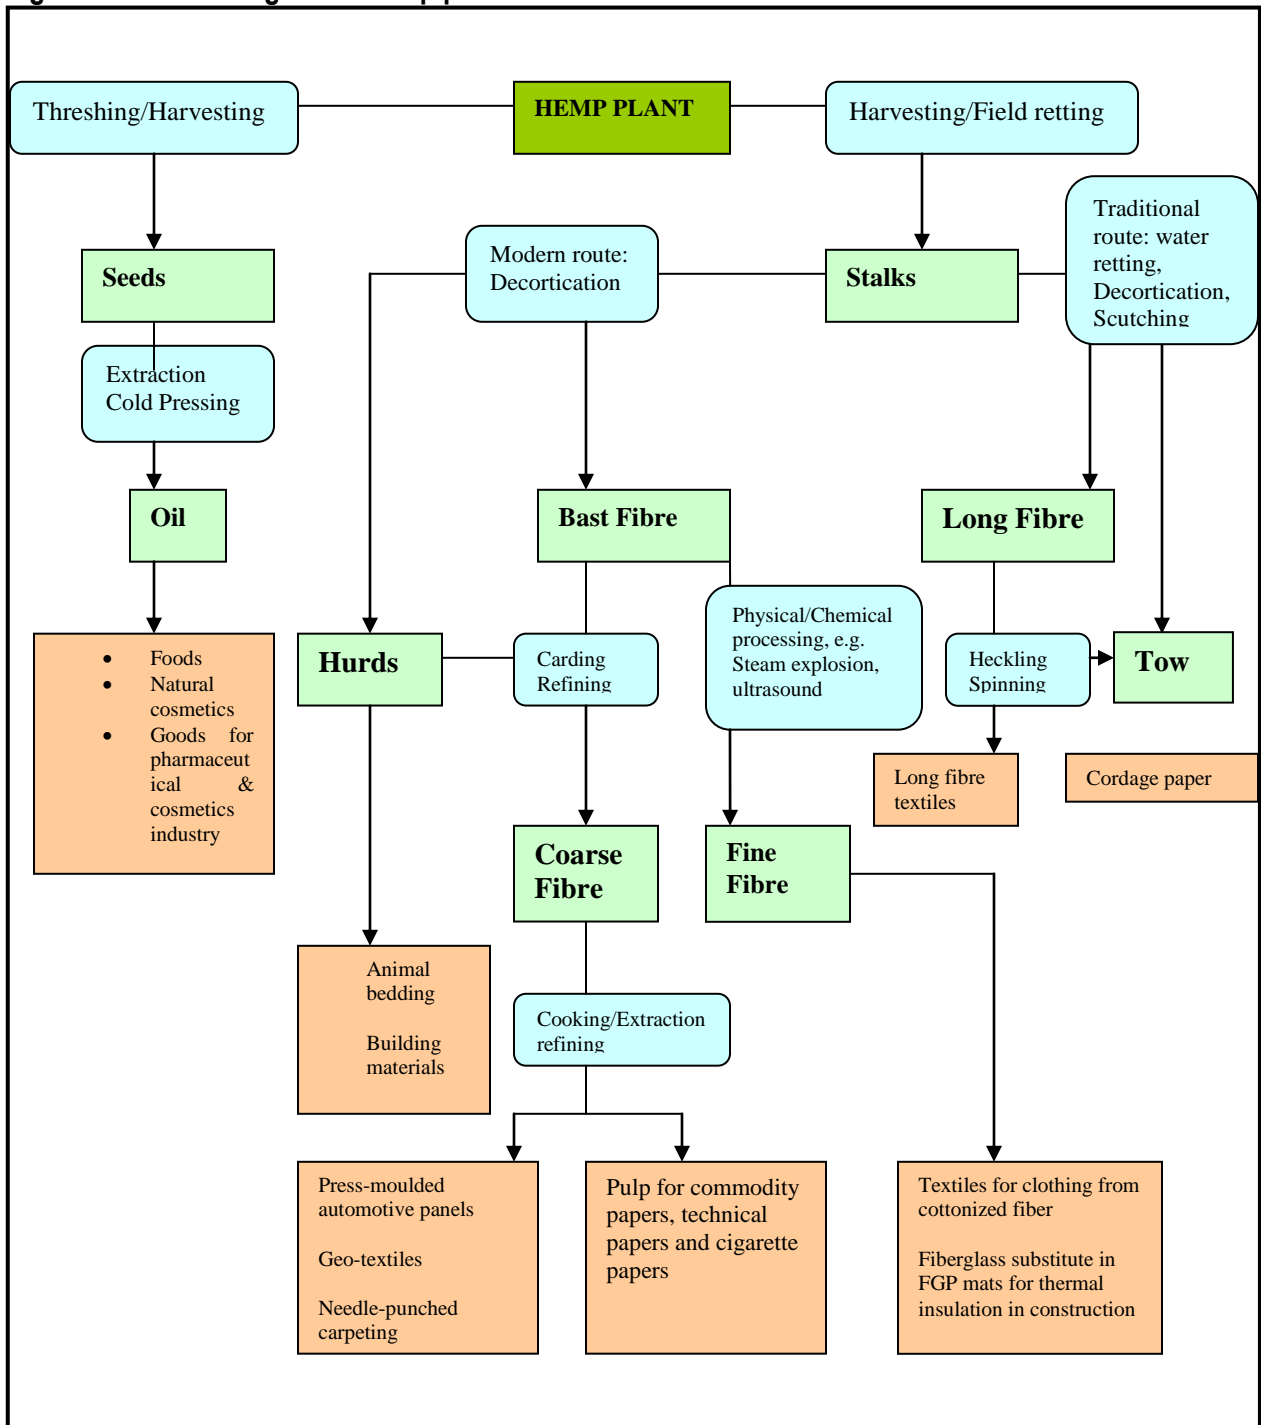 Threshing/Harvesting
HEMP PLANT
Harvesting/Field retting
Traditional
route: water
retting,
Decortication,
Scutching
Modern route:
Decortication
Stalks
Seeds
Extraction
Cold Pressing
Oil
Bast Fibre
Long Fibre
Physical/Chemical
processing, e.g.
Steam explosion,
ultrasound
Hurds
Carding
Refining
Heckling
Spinning
Tow
• Foods
• Natural
cosmetics
• Goods for
pharmaceut
ical &
cosmetics
industry
Long fibre
textiles
Cordage paper
Coarse
Fibre
Fine
Fibre
Animal
bedding
Building
materials
Cooking/Extraction
refining
Press-moulded
automotive panels
Geo-textiles
Needle-punched
carpeting
Pulp for commodity
papers, technical
papers and cigarette
papers
Textiles for clothing from
cottonized fiber
Fiberglass substitute in
FGP mats for thermal
insulation in construction